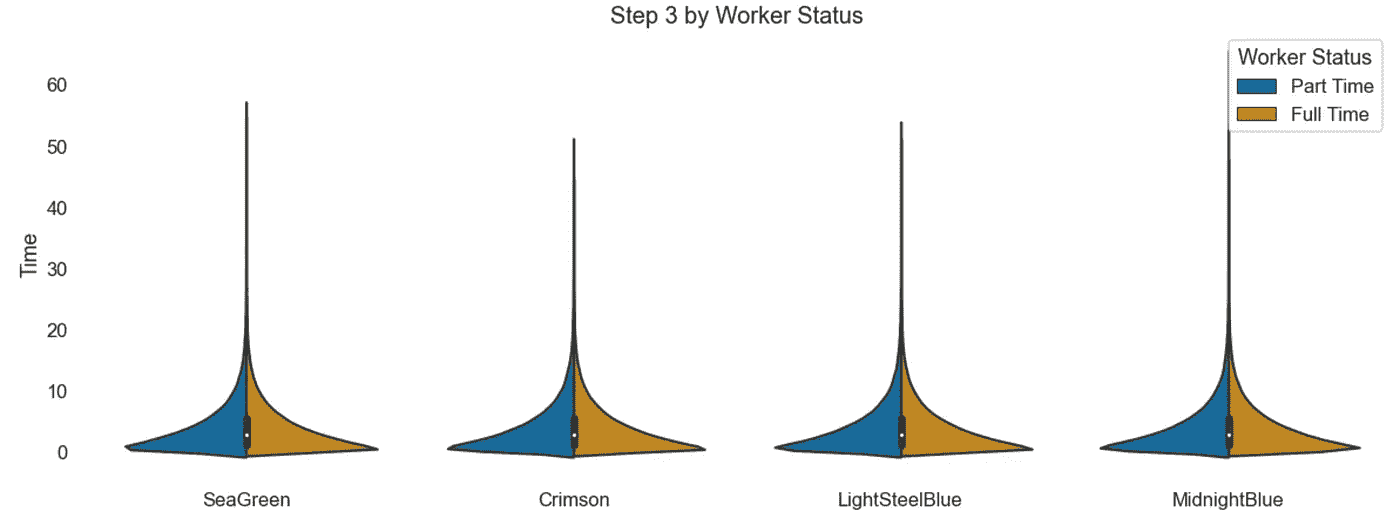 Step 3 by Worker Status
Worker Status
Part Time
Full Time
Time
60
50
40
30
20
10
0
SeaGreen
Crimson
LightSteelBlue
MidnightBlue